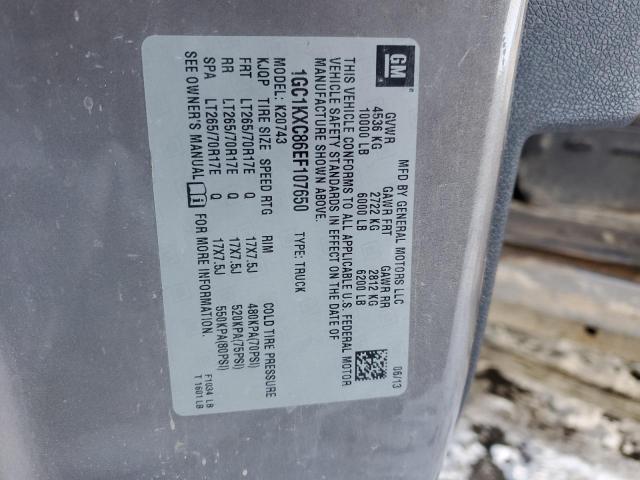 GM
MFD BY GENERAL MOTORS LLC 06/13
GVWR GAWR FRT GAWR RR
4536 KG 2722 KG 2812 KG
10000 LB 6000 LB 6200 LB
THIS VEHICLE CONFORMS TO ALL APPLICABLE U.S. FEDERAL MOTOR
VEHICLE SAFETY STANDARDS IN EFFECT ON THE DATE OF
MANUFACTURE SHOWN ABOVE.
1GC1KXC86EF107650 TYPE: TRUCK
MODEL: K20743
KJQP TIRE SIZE SPEED RTG RIM COLD TIRE PRESSURE
FRT LT265/70R17E Q 17X7.5J 480KPA(70PSI)
RR LT265/70R17E Q 17X7.5J 520KPA(75PSI)
SPA LT265/70R17E Q 17X7.5J 550KPA(80PSI)
SEE OWNER'S MANUAL FOR MORE INFORMATION.
F1034 LB
T 1601 LB